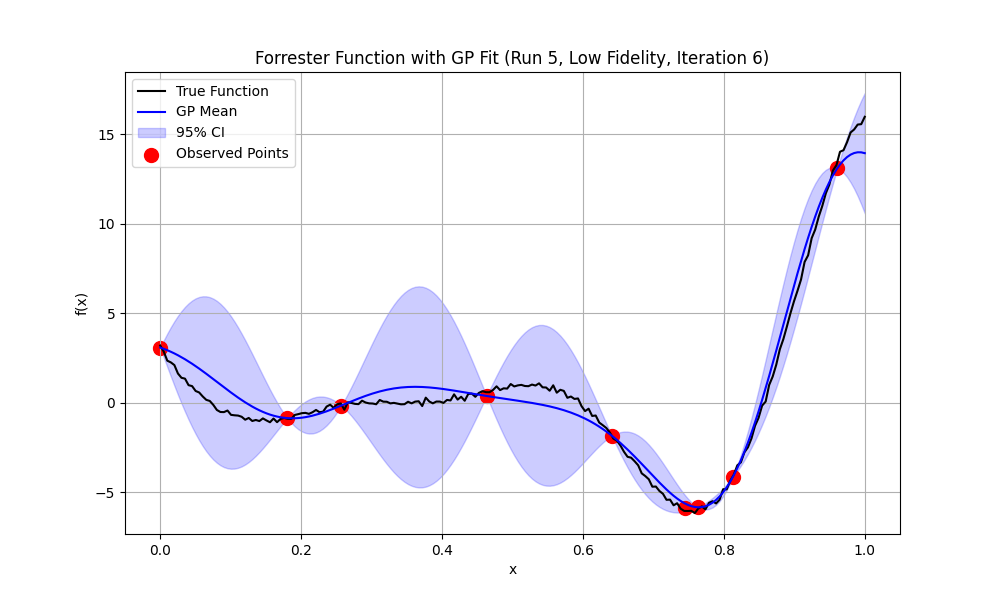 Forrester Function with GP Fit (Run 5, Low Fidelity, Iteration 6)
True Function
GP Mean
95% CI
Observed Points
f(x)
15
10
5
0
−5
0.0
0.2
0.4
0.6
0.8
1.0
x